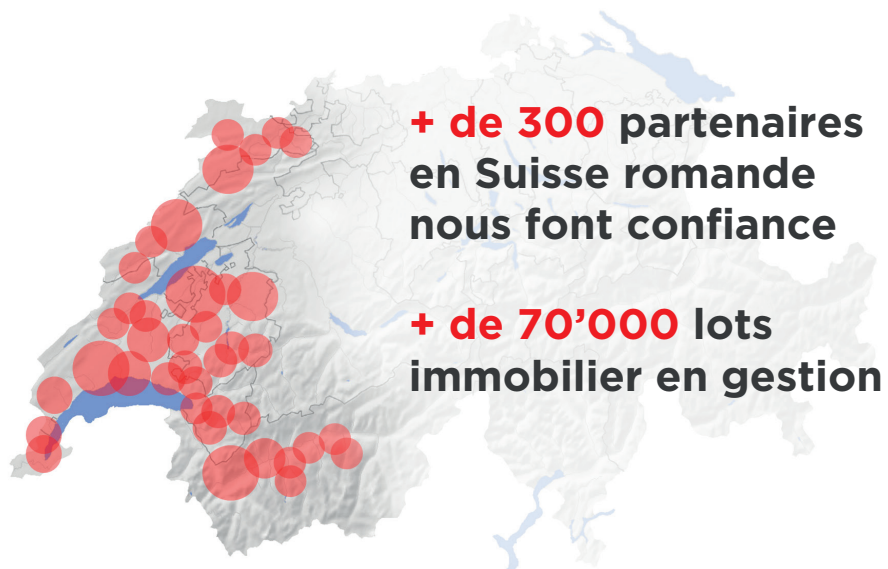 + de 300 partenaires
en Suisse romande
nous font confiance
+ de 70’000 lots
immobilier en gestion